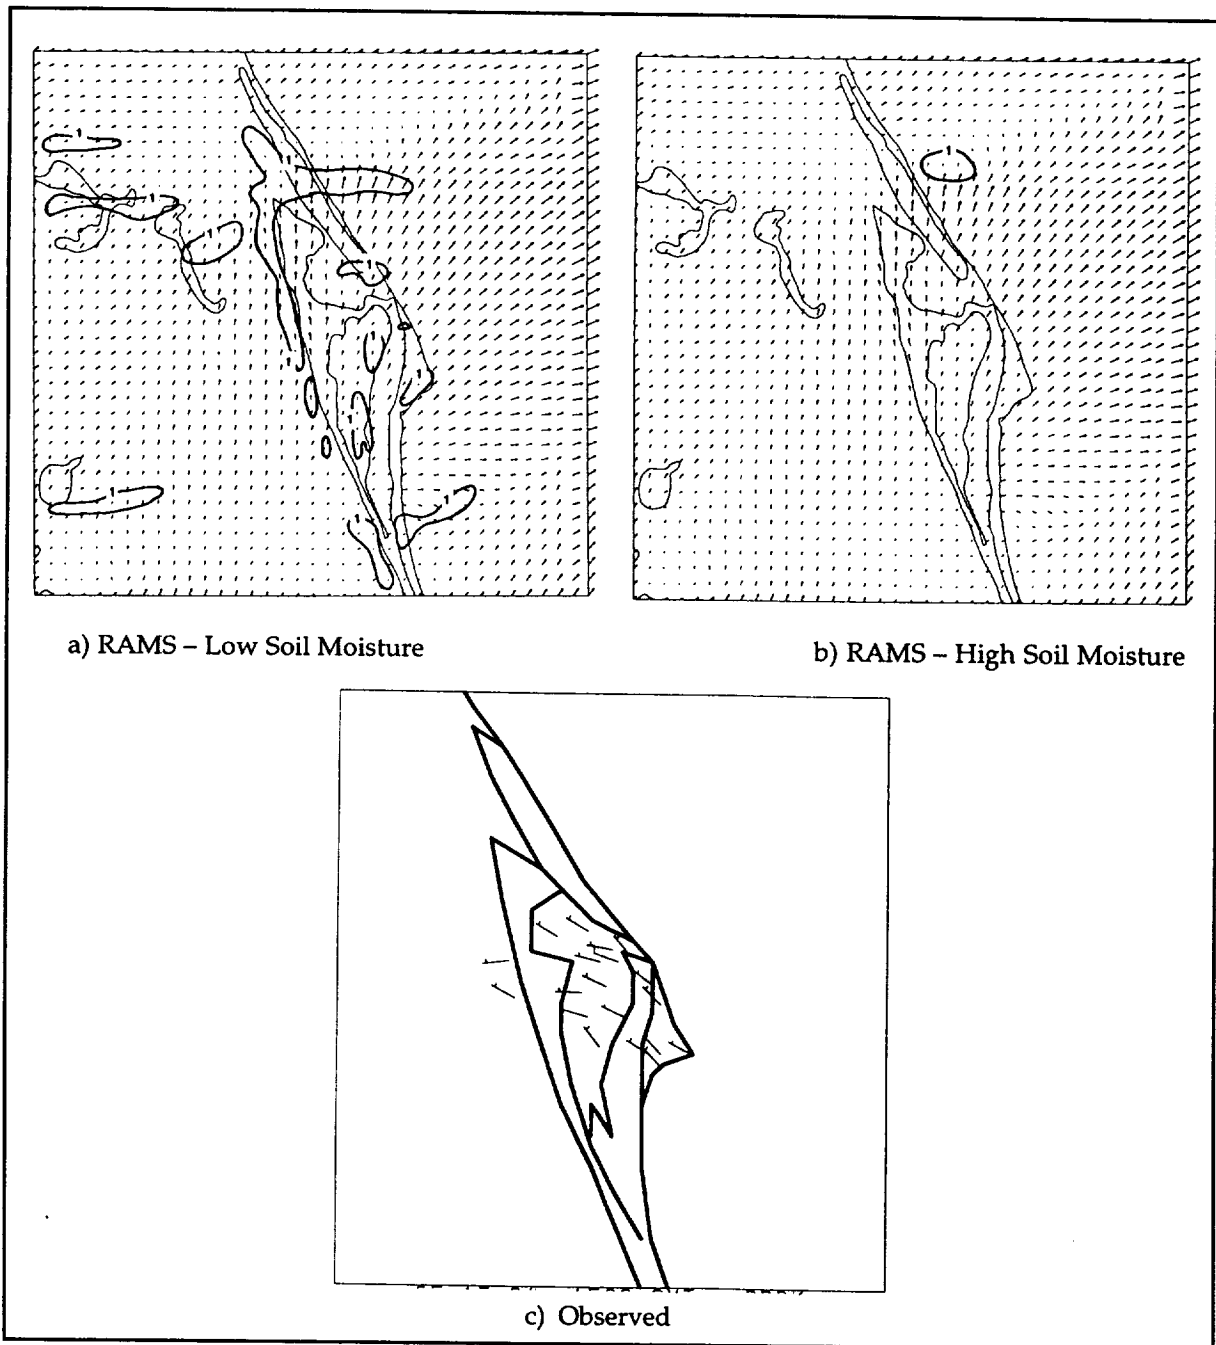 a) RAMS – Low Soil Moisture
b) RAMS – High Soil Moisture
c) Observed